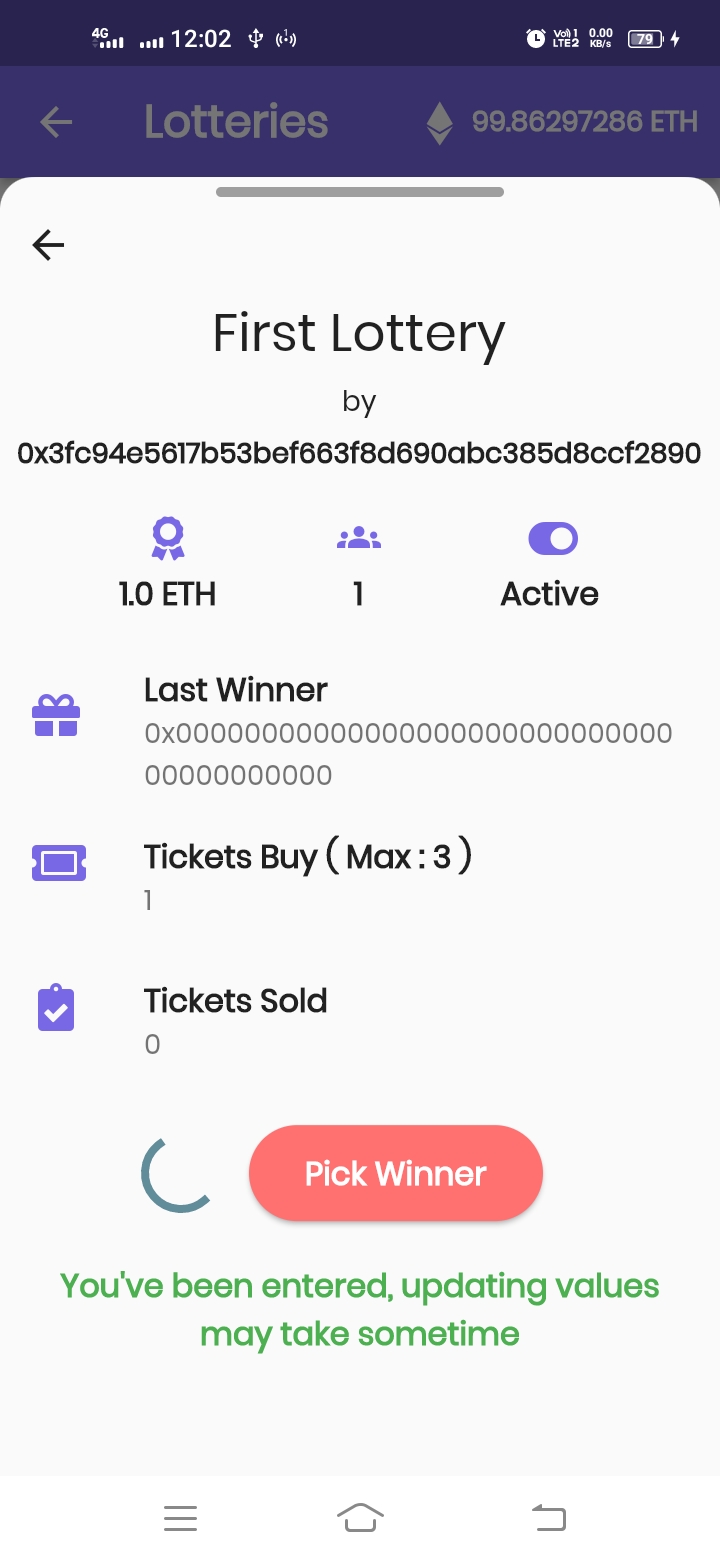 4G 12:02 Vo) 1 LTE2 0.00 KB/s 79
Lotteries 99.86297286 ETH
First Lottery
by
0x3fc94e5617b53bef663f8d690abc385d8ccf2890
1.0 ETH 1 Active
Last Winner
0x00000000000000000000000000000
00000000000
Tickets Buy ( Max : 3 )
1
Tickets Sold
0
Pick Winner
You've been entered, updating values
may take sometime